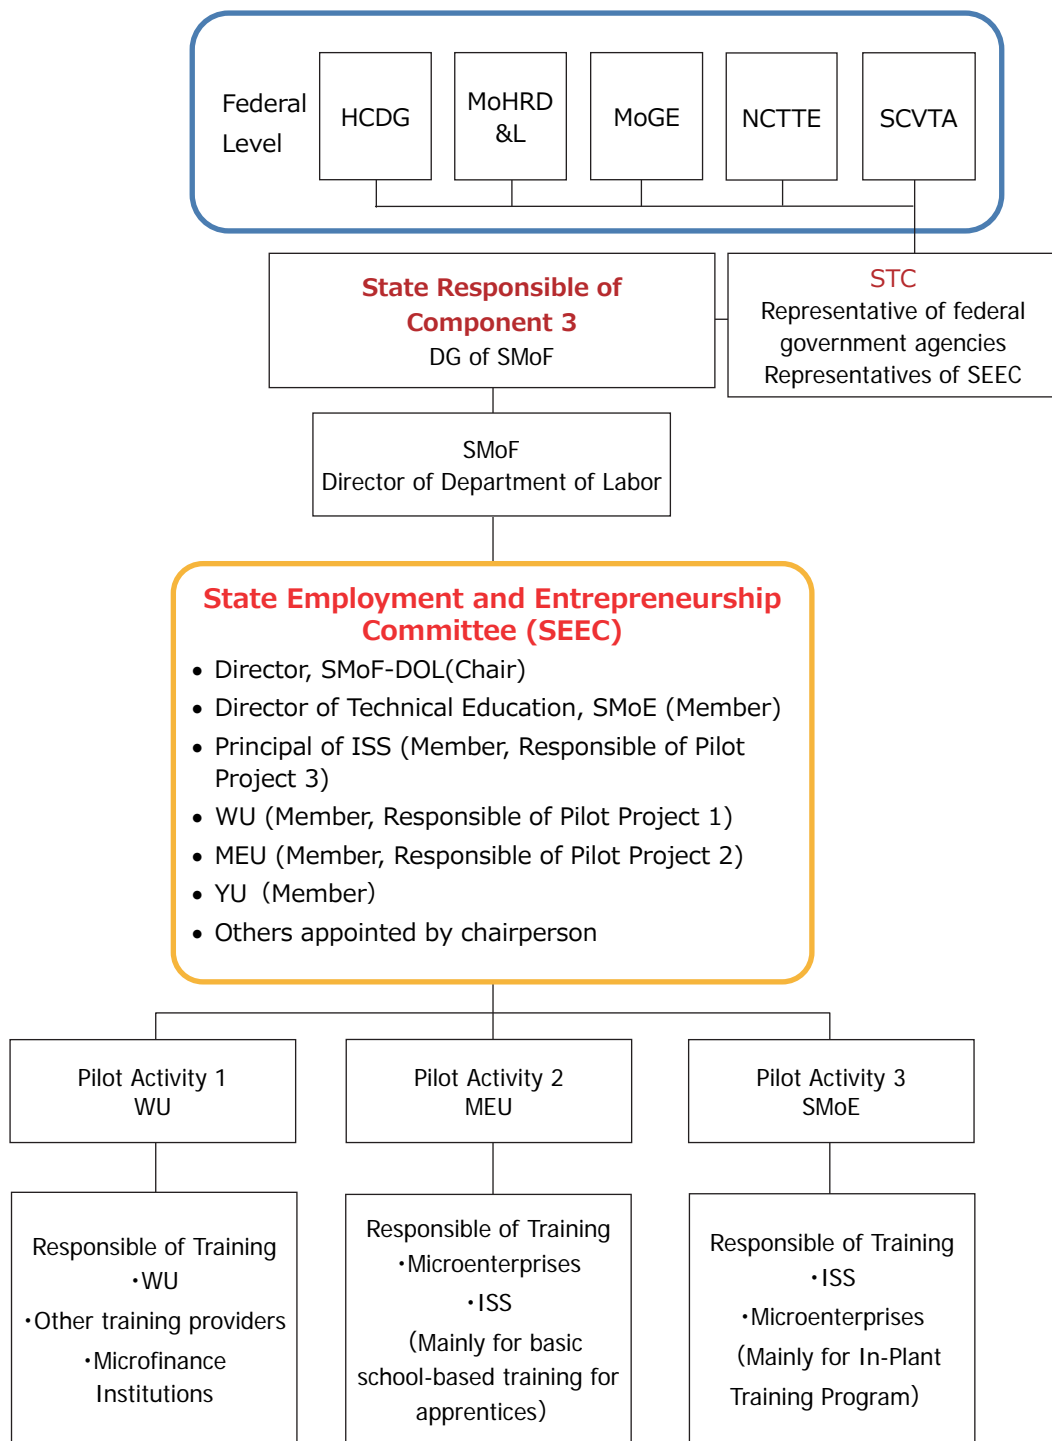 Federal
Level
HCDG
MoHRD
&L
MoGE
NCTTE
SCVTA
State Responsible of
Component 3
DG of SMoF
STC
Representative of federal
government agencies
Representatives of SEEC
SMoF
Director of Department of Labor
State Employment and Entrepreneurship
Committee (SEEC)
• Director, SMoF-DOL(Chair)
• Director of Technical Education, SMoE (Member)
• Principal of ISS (Member, Responsible of Pilot
Project 3)
• WU (Member, Responsible of Pilot Project 1)
• MEU (Member, Responsible of Pilot Project 2)
• YU（Member）
• Others appointed by chairperson
Pilot Activity 1
WU
Pilot Activity 2
MEU
Pilot Activity 3
SMoE
Responsible of Training
・WU
・Other training providers
・Microfinance
Institutions
Responsible of Training
・Microenterprises
・ISS
（Mainly for basic
school-based training for
apprentices）
Responsible of Training
・ISS
・Microenterprises
（Mainly for In-Plant
Training Program）